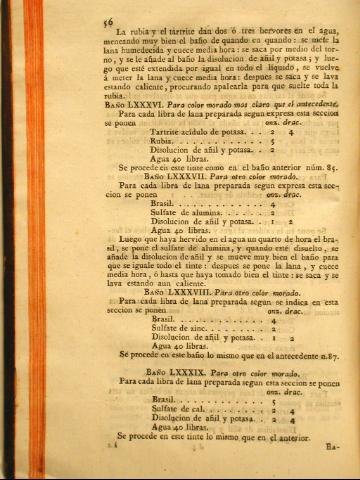 56
La rubia y el tartrite dan dos ó tres hervores en el agua,
meneando muy bien el baño de quando en quando: se mete la
lana humedecida y cuece media hora: se saca por medio del tor-
no, y se le añade al baño la disolucion de añil y potasa; y lue-
go que esté extendida por igual en todo el líquido, se vuelve
á meter la lana y cuece media hora: despues se saca y se lava
estando caliente, procurando apalearla para que suelte toda la
rubia.
BAÑO LXXXVI. Para color morado mas claro que el antecedente.
Para cada libra de lana preparada segun expresa esta seccion
se ponen onz. drac.
Tartrite acídulo de potasa. . . 2 4
Rubia. . . . . . . . . . . . . 5
Disolucion de añil y potasa. . . 2
Agua 40 libras.
Se procede en este tinte como en el baño anterior núm. 85.
BAÑO LXXXVII. Para otro color morado.
Para cada libra de lana preparada segun expresa esta sec-
cion se ponen onz. drac.
Brasil. . . . . . . . . . . . . 4
Sulfate de alumina. . . . . . . 2
Disolucion de añil y potasa. . 1 2
Agua 40 libras.
Luego que haya hervido en el agua un quarto de hora el bra-
sil, se pone el sulfate de alumina, y quando esté disuelto, se
añade la disolucion de añil y se mueve muy bien el baño para
que se iguale todo el tinte: despues se pone la lana, y cuece
media hora, ó hasta que haya tomado bien el tinte: se saca y se
lava estando aun caliente.
BAÑO LXXXVIII. Para otro color morado.
Para cada libra de lana preparada segun se indica en esta
seccion se ponen onz. drac.
Brasil. . . . . . . . . . . . . 4
Sulfate de zinc. . . . . . . . . 2
Disolucion de añil y potasa. . 1 2
Agua 40 libras.
Se procede en este baño lo mismo que en el antecedente n.87.
BAÑO LXXXIX. Para otro color morado.
Para cada libra de lana preparada segun esta seccion se ponen
onz. drac.
Brasil. . . . . . . . . . . . . 5
Sulfate de cal. . . . . . . . . 2 4
Disolucion de añil y potasa. . 2 4
Agua 40 libras.
Se procede en este tinte lo mismo que en el anterior.
Ba-